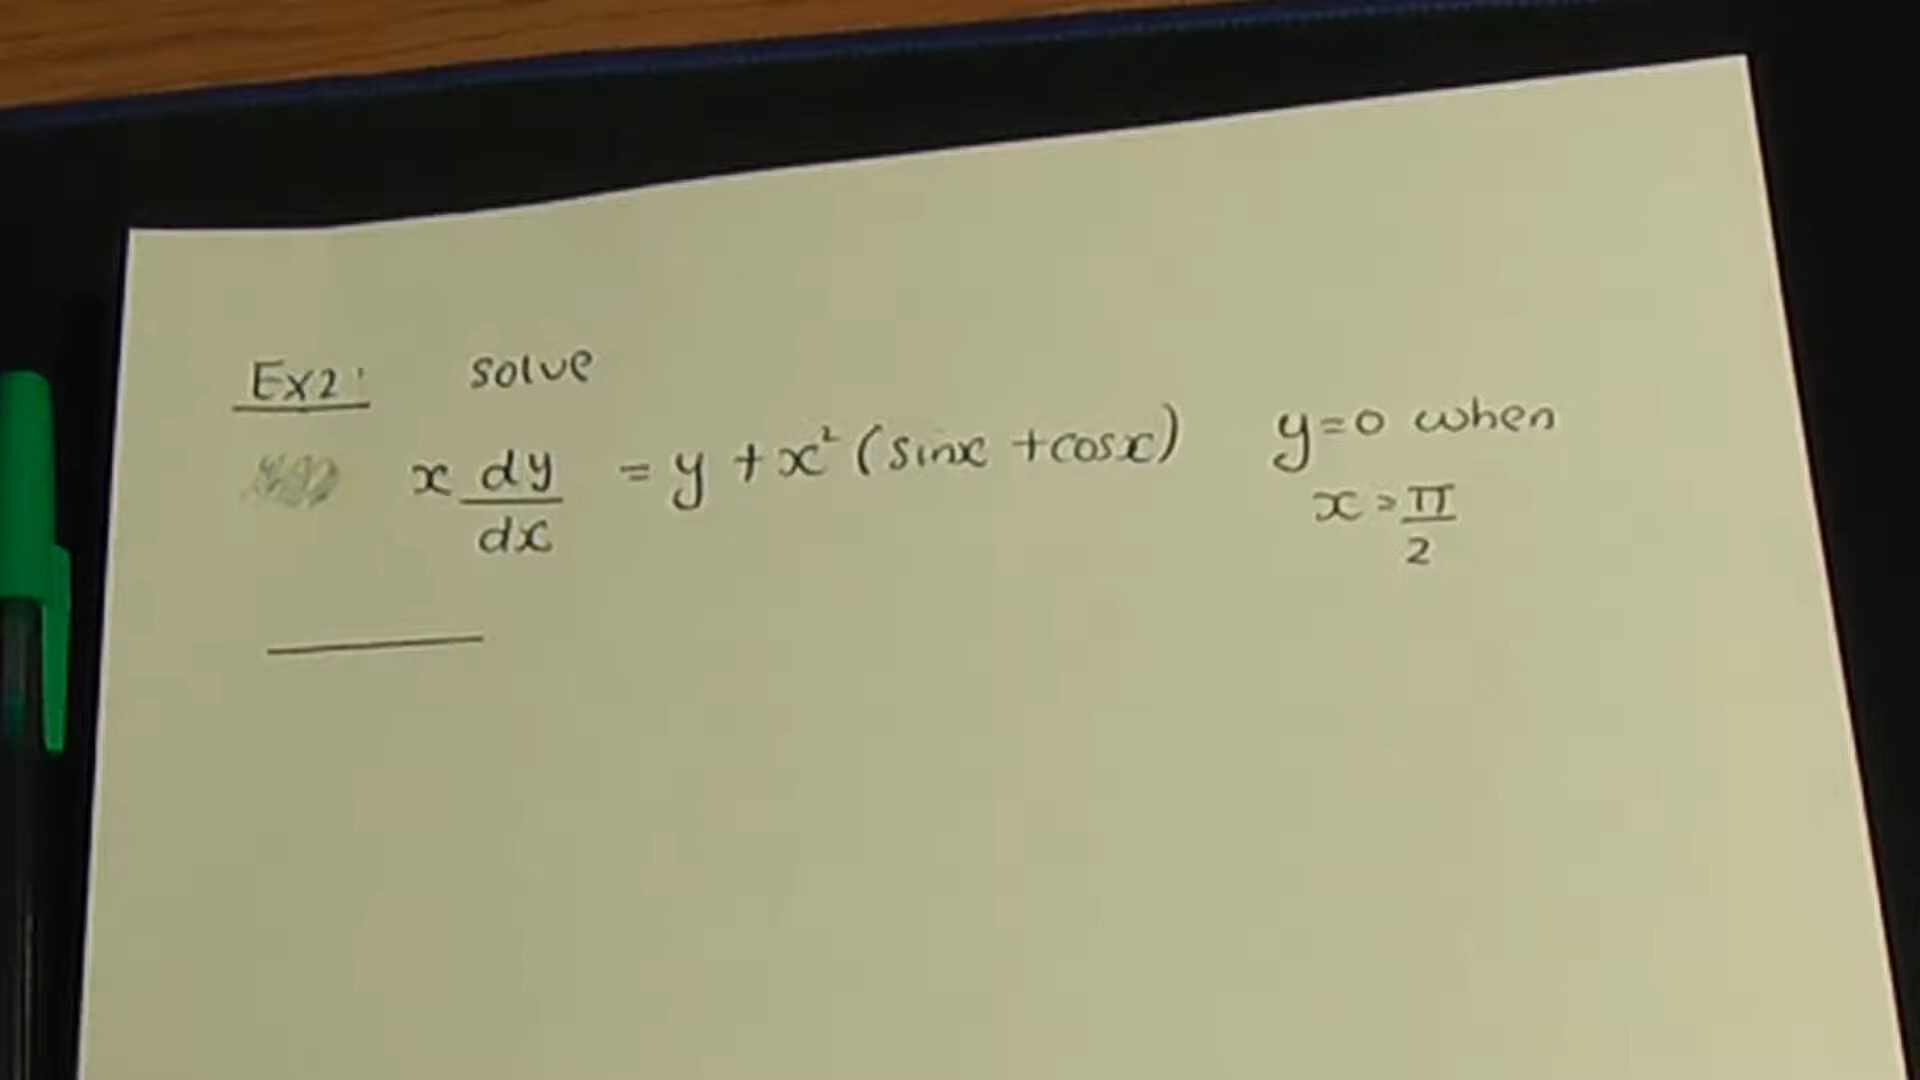 Ex2: solve
x dy/dx = y + x² (sinx + cosx) y=0 when
x = π/2